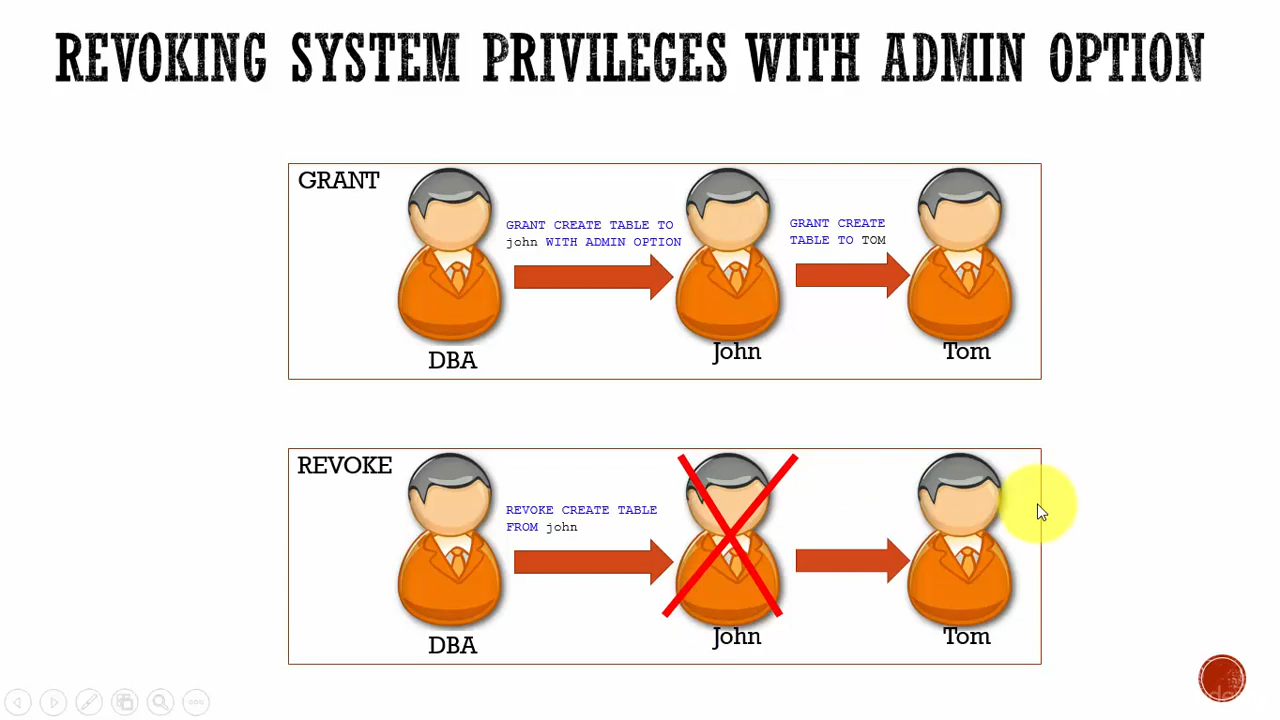 REVOKING SYSTEM PRIVILEGES WITH ADMIN OPTION
GRANT
GRANT CREATE TABLE TO
john WITH ADMIN OPTION
GRANT CREATE
TABLE TO TOM
DBA
John
Tom
REVOKE
REVOKE CREATE TABLE
FROM john
DBA
John
Tom